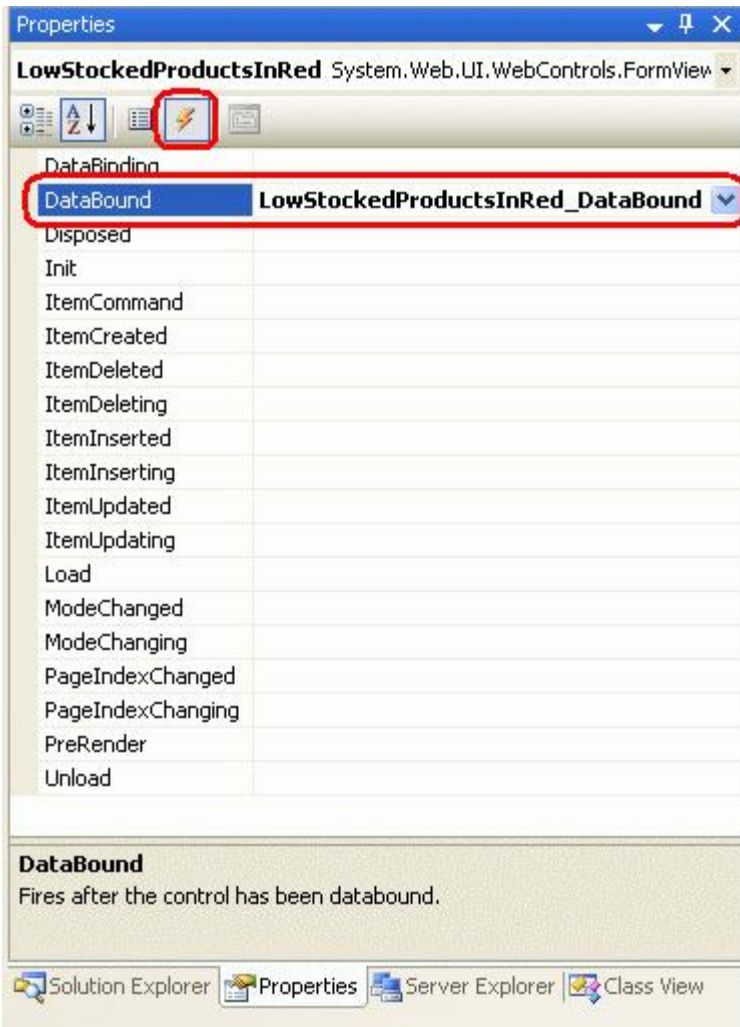 Properties
LowStockedProductsInRed System.Web.UI.WebControls.FormView
DataBinding
DataBound LowStockedProductsInRed_DataBound
Disposed
Init
ItemCommand
ItemCreated
ItemDeleted
ItemDeleting
ItemInserted
ItemInserting
ItemUpdated
ItemUpdating
Load
ModeChanged
ModeChanging
PageIndexChanged
PageIndexChanging
PreRender
Unload
DataBound
Fires after the control has been databound.
Solution Explorer Properties Server Explorer Class View